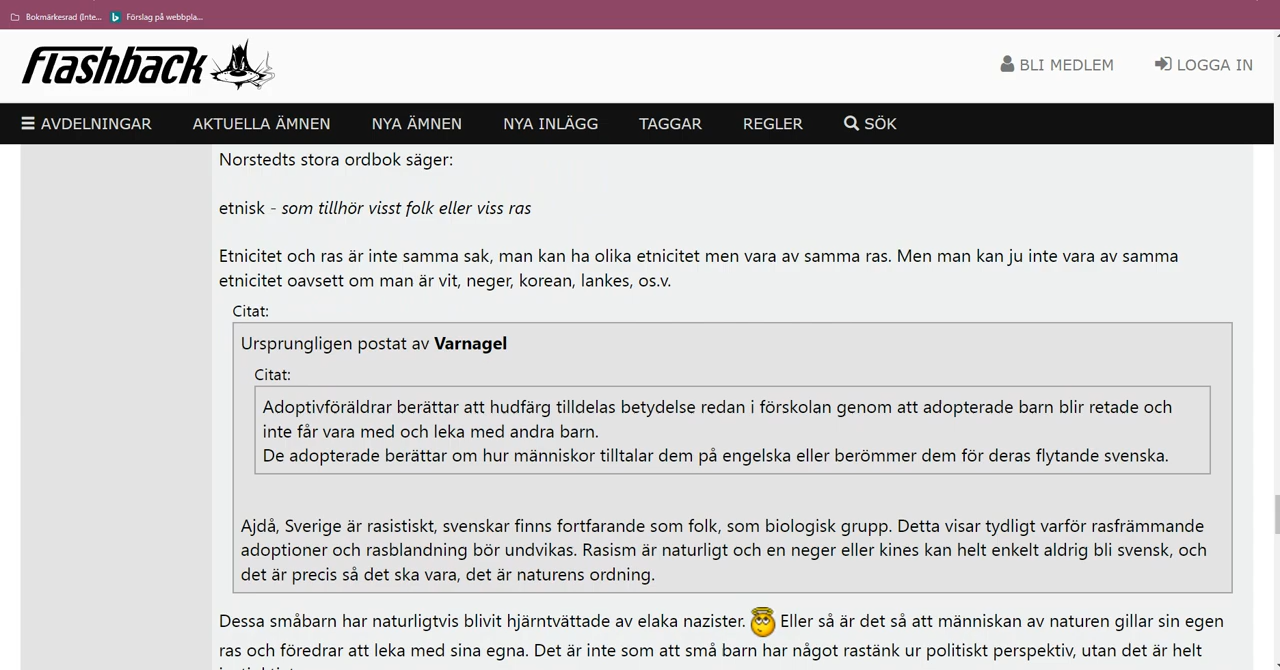 Bokmärkesrad (Inte... Förslag på webbpla...
flashback
BLI MEDLEM LOGGA IN
AVDELNINGAR AKTUELLA ÄMNEN NYA ÄMNEN NYA INLÄGG TAGGAR REGLER SÖK
Norstedts stora ordbok säger:
etnisk - som tillhör visst folk eller viss ras
Etnicitet och ras är inte samma sak, man kan ha olika etnicitet men vara av samma ras. Men man kan ju inte vara av samma
etnicitet oavsett om man är vit, neger, korean, lankes, os.v.
Citat:
Ursprungligen postat av Varnagel
Citat:
Adoptivföräldrar berättar att hudfärg tilldelas betydelse redan i förskolan genom att adopterade barn blir retade och
inte får vara med och leka med andra barn.
De adopterade berättar om hur människor tilltalar dem på engelska eller berömmer dem för deras flytande svenska.
Ajdå, Sverige är rasistiskt, svenskar finns fortfarande som folk, som biologisk grupp. Detta visar tydligt varför rasfrämmande
adoptioner och rasblandning bör undvikas. Rasism är naturligt och en neger eller kines kan helt enkelt aldrig bli svensk, och
det är precis så det ska vara, det är naturens ordning.
Dessa småbarn har naturligtvis blivit hjärntvättade av elaka nazister. Eller så är det så att människan av naturen gillar sin egen
ras och föredrar att leka med sina egna. Det är inte som att små barn har något rastänk ur politiskt perspektiv, utan det är helt